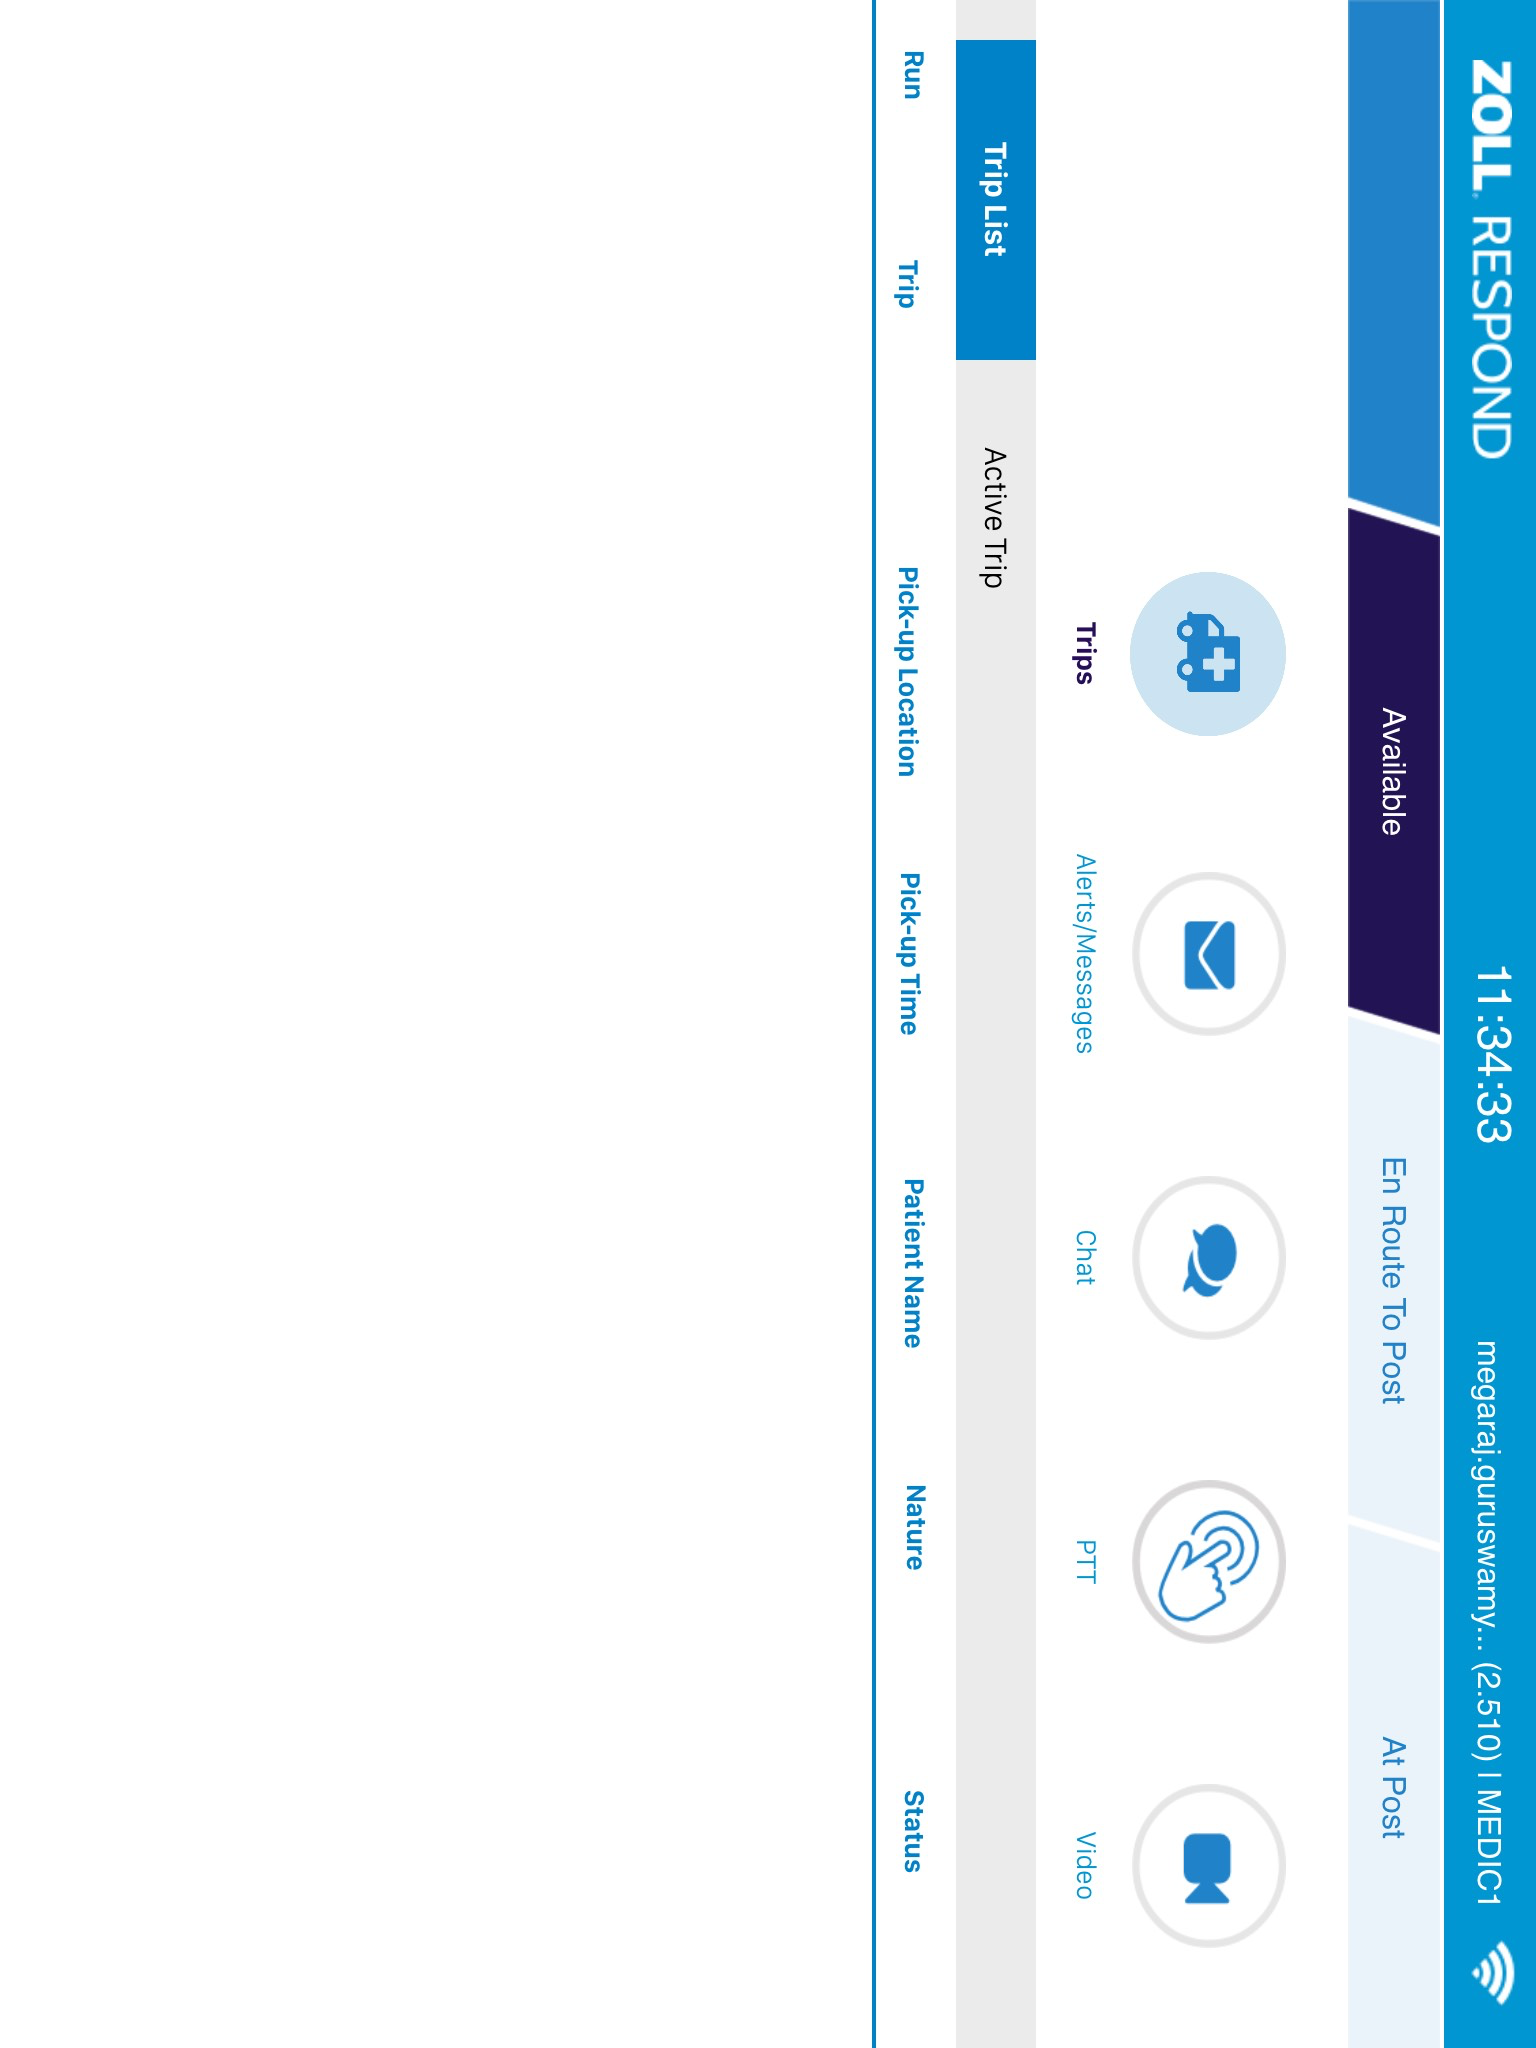 ZOLL RESPOND 11:34:33 megaraj.guruswamy... (2.510) | MEDIC1
Available En Route To Post At Post
Trips Alerts/Messages Chat PTT Video
Trip List Active Trip
Run Trip Pick-up Location Pick-up Time Patient Name Nature Status